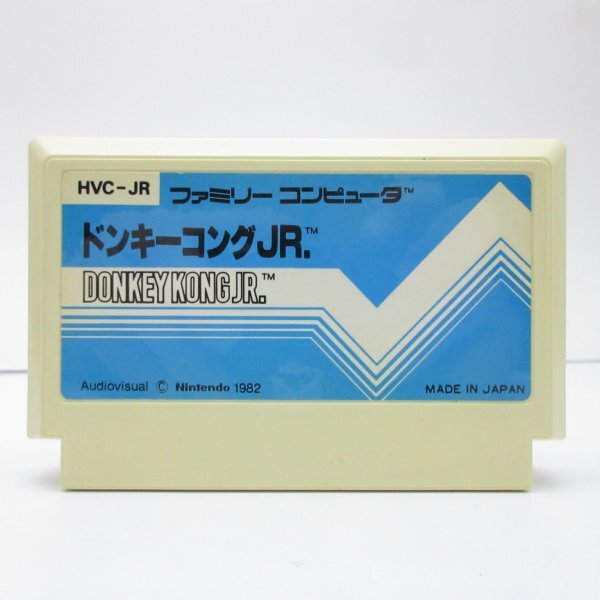 HVC-JR ファミリー コンピュータ™
ドンキーコングJR.™
DONKEY KONG JR.™
Audiovisual © Nintendo 1982
MADE IN JAPAN